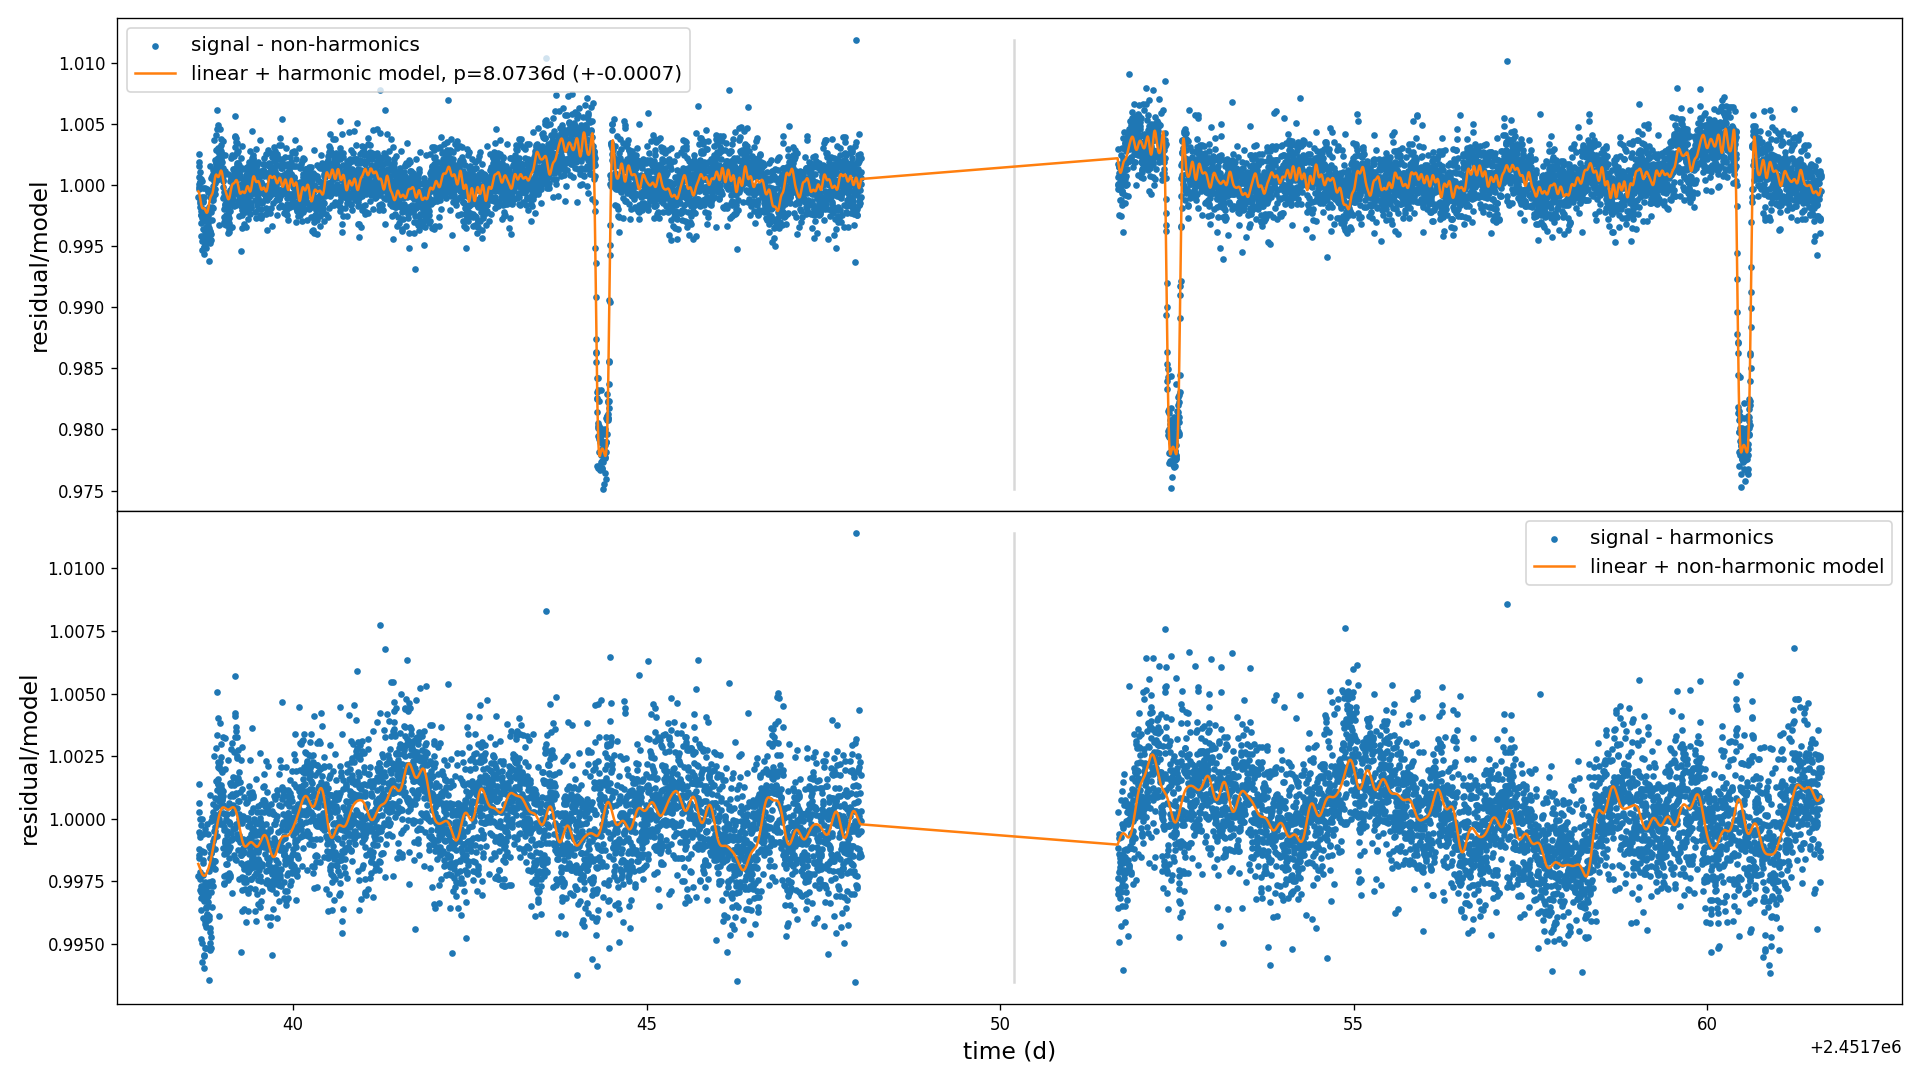 signal - non-harmonics
linear + harmonic model, p=8.0736d (+-0.0007)
residual/model
1.010
1.005
1.000
0.995
0.990
0.985
0.980
0.975
signal - harmonics
linear + non-harmonic model
residual/model
1.0100
1.0075
1.0050
1.0025
1.0000
0.9975
0.9950
40
45
50
55
60
time (d)
+2.4517e6